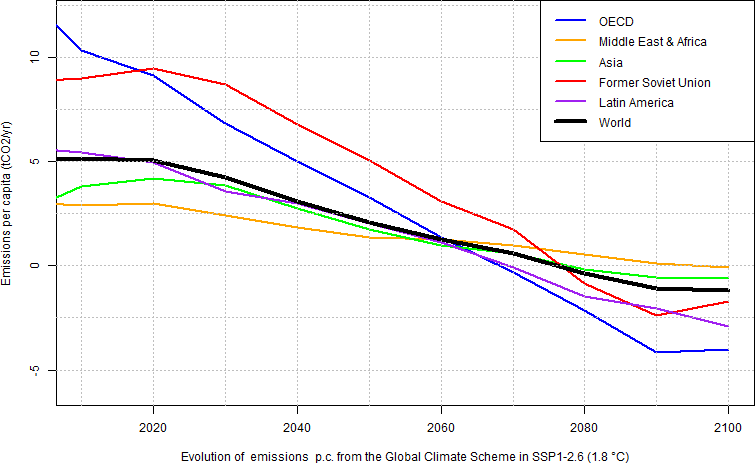 OECD
Middle East & Africa
Asia
Former Soviet Union
Latin America
World
Emissions per capita (tCO2/yr)
10
5
0
-5
2020 2040 2060 2080 2100
Evolution of emissions p.c. from the Global Climate Scheme in SSP1-2.6 (1.8 °C)